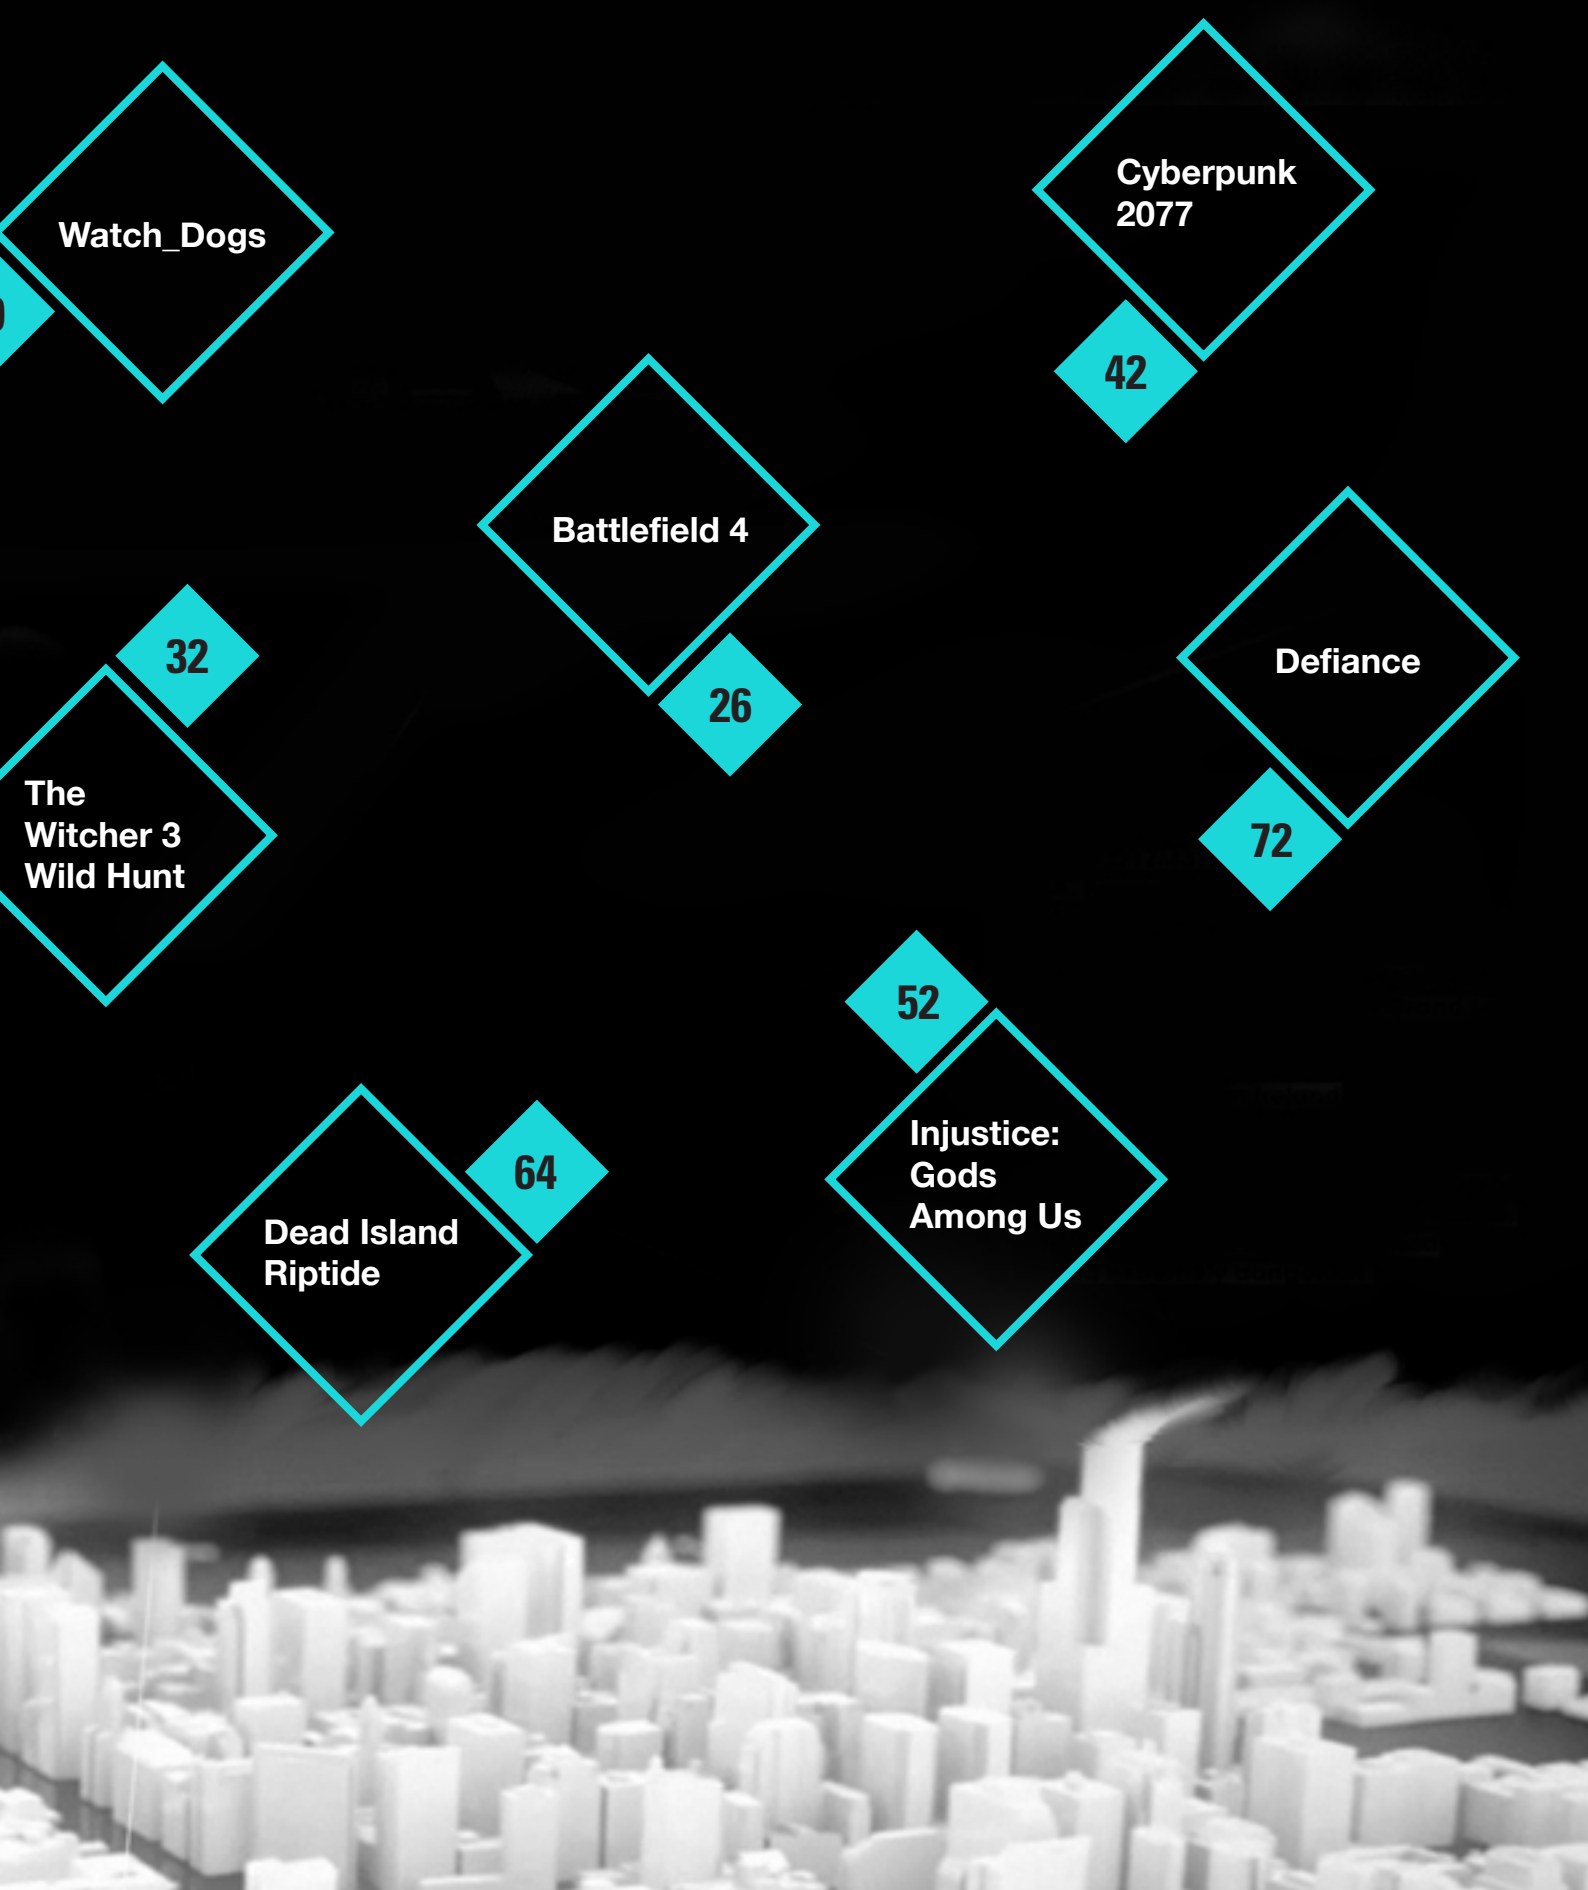 Watch_Dogs
Cyberpunk
2077
42
Battlefield 4
26
Defiance
72
32
The
Witcher 3
Wild Hunt
52
Injustice:
Gods
Among Us
64
Dead Island
Riptide